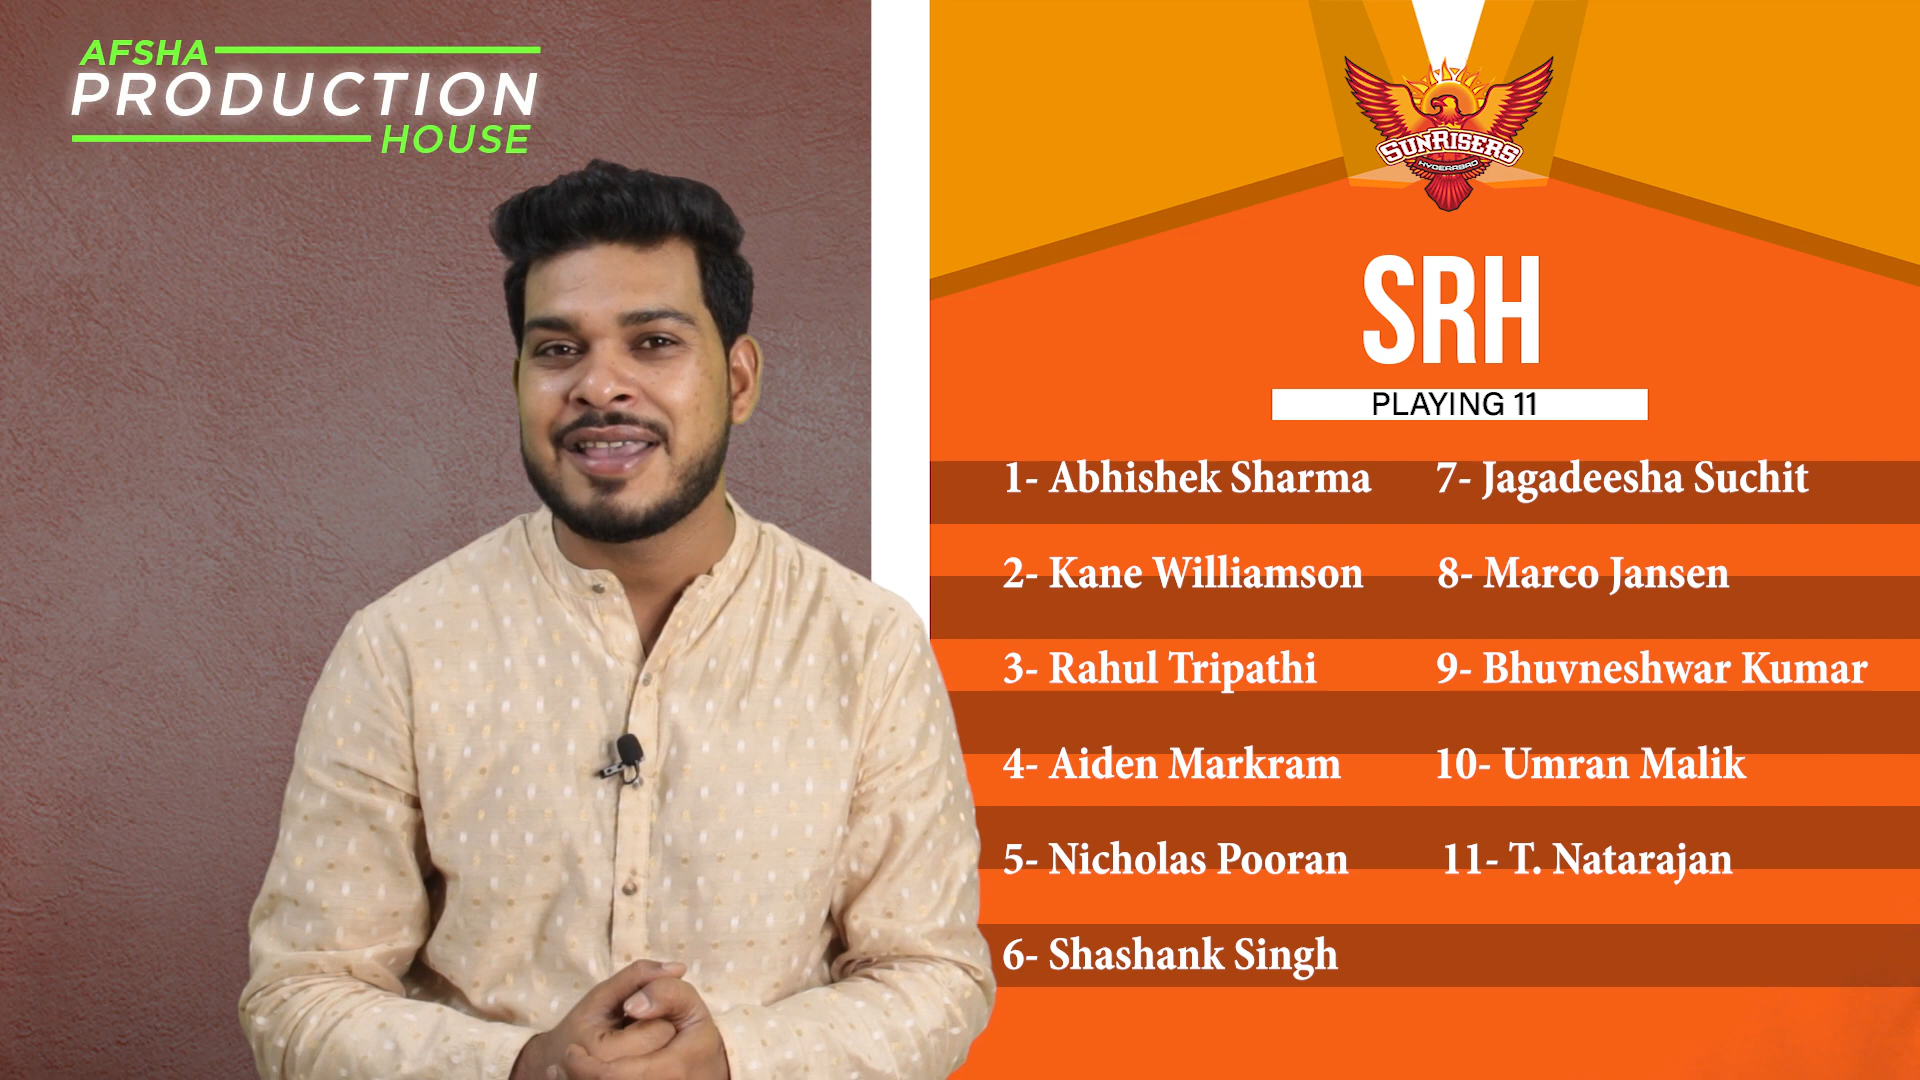 AFSHA
PRODUCTION
HOUSE
SUNRISERS
HYDERABAD
SRH
PLAYING 11
1- Abhishek Sharma
2- Kane Williamson
3- Rahul Tripathi
4- Aiden Markram
5- Nicholas Pooran
6- Shashank Singh
7- Jagadeesha Suchit
8- Marco Jansen
9- Bhuvneshwar Kumar
10- Umran Malik
11- T. Natarajan